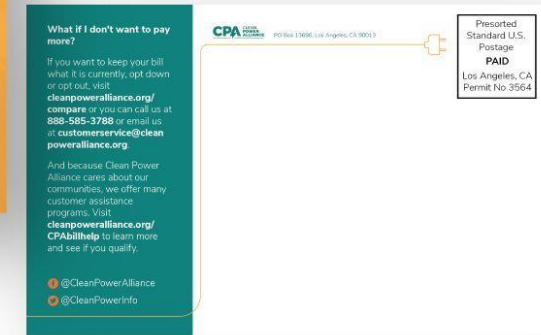 What if I don't want to pay
more?
If you want to keep your bill
what it is currently, opt down
or opt out, visit
cleanpoweralliance.org/
compare or you can call us at
888-585-3788 or email us
at customerservice@clean
poweralliance.org.
And because Clean Power
Alliance cares about our
communities, we offer many
customer assistance
programs. Visit
cleanpoweralliance.org/
CPAbillhelp to learn more
and see if you qualify.
@CleanPowerAlliance
@CleanPowerInfo
CPA CLEAN
POWER
ALLIANCE
PO Box 13696, Los Angeles, CA 90013
Presorted
Standard U.S.
Postage
PAID
Los Angeles, CA
Permit No 3564